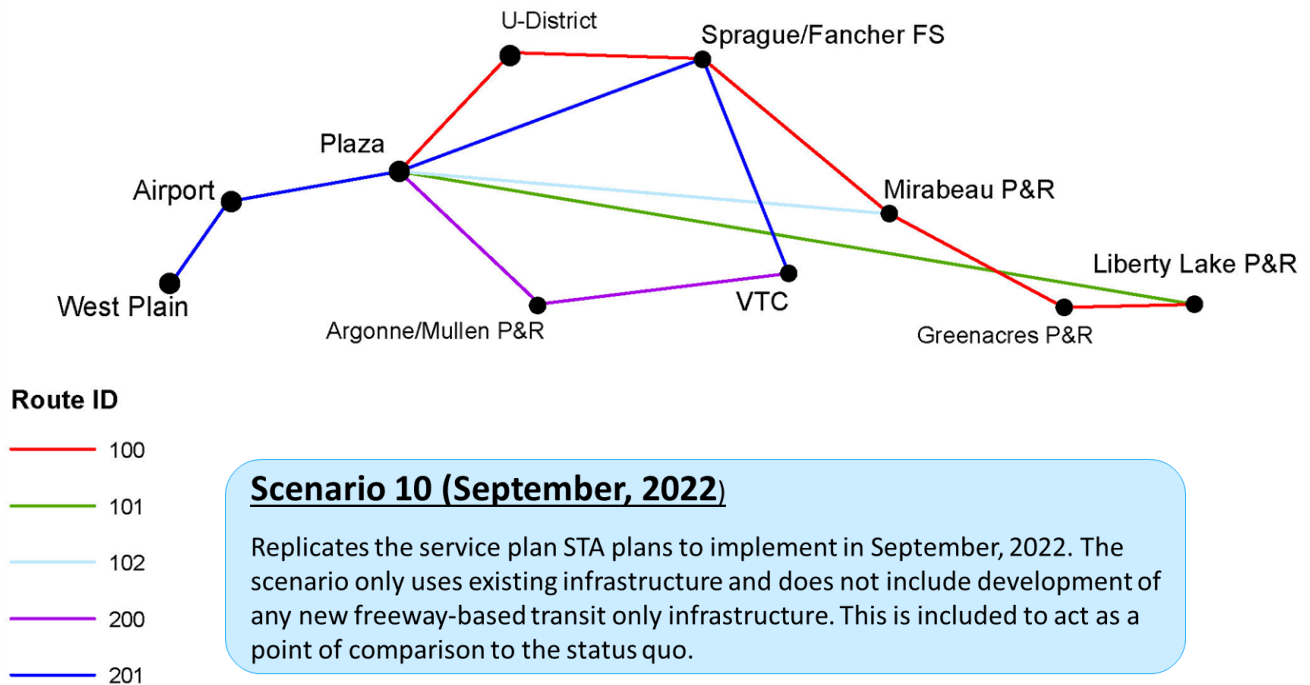 U-District
Sprague/Fancher FS
Plaza
Airport
Mirabeau P&R
Liberty Lake P&R
West Plain
VTC
Argonne/Mullen P&R
Greenacres P&R
Route ID
100
101
102
200
201
Scenario 10 (September, 2022)
Replicates the service plan STA plans to implement in September, 2022. The
scenario only uses existing infrastructure and does not include development of
any new freeway-based transit only infrastructure. This is included to act as a
point of comparison to the status quo.